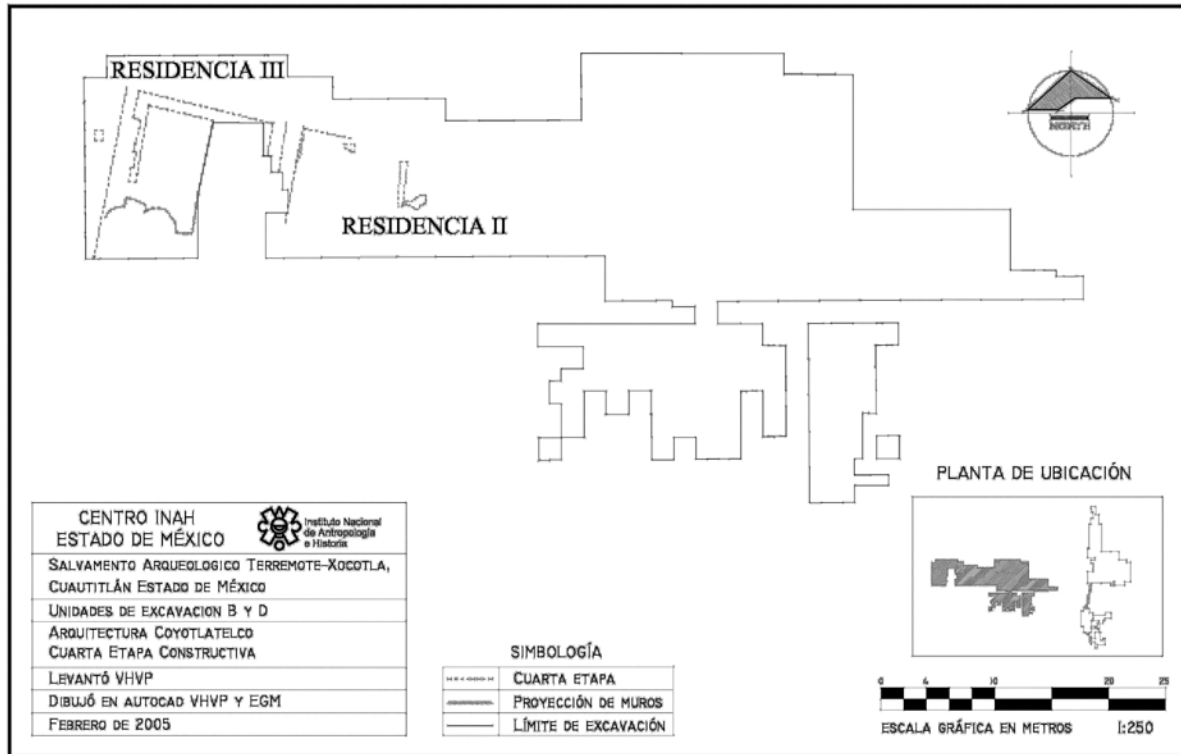 RESIDENCIA III
RESIDENCIA II
NORTH
PLANTA DE UBICACIÓN
CENTRO INAH
ESTADO DE MÉXICO
Instituto Nacional
de Antropología
e Historia
SALVAMENTO ARQUEOLOGICO TERREMOTE-XOCOTLA,
CUAUTITLÁN ESTADO DE MÉXICO
UNIDADES DE EXCAVACION B Y D
ARQUITECTURA COYOTLATELCO
CUARTA ETAPA CONSTRUCTIVA
LEVANTÓ VHVP
DIBUJÓ EN AUTOCAD VHVP Y EGM
FEBRERO DE 2005
SIMBOLOGÍA
CUARTA ETAPA
PROYECCIÓN DE MUROS
LÍMITE DE EXCAVACIÓN
0 4 6 10 20 25
ESCALA GRÁFICA EN METROS 1:250